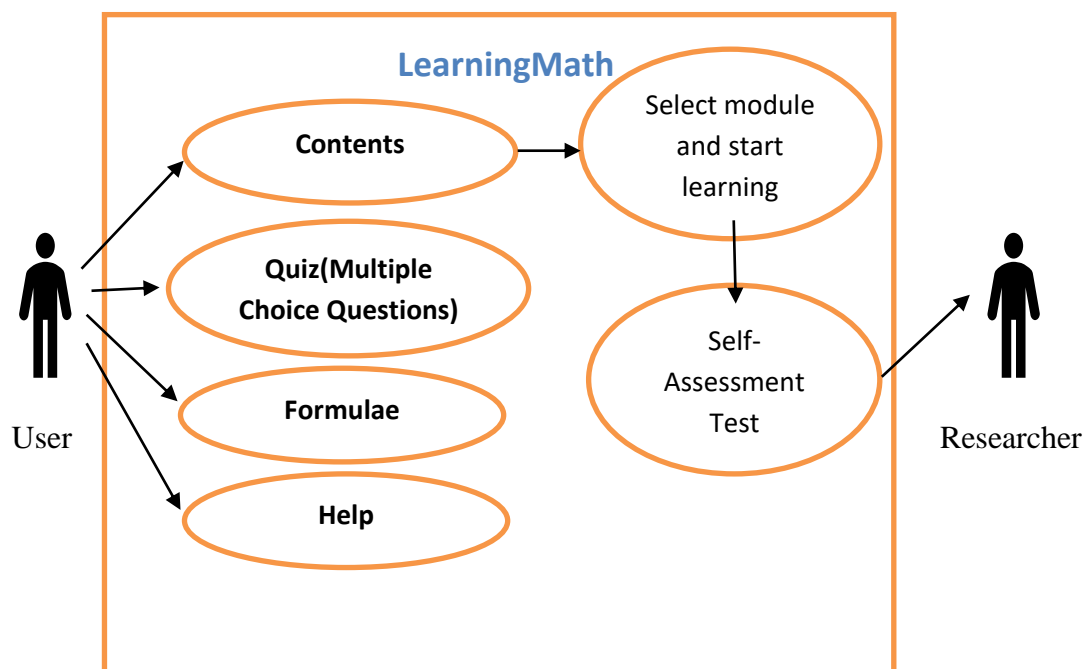 LearningMath
Contents
Select module
and start
learning
Quiz(Multiple
Choice Questions)
Self-
Assessment
Test
Formulae
Help
User
Researcher